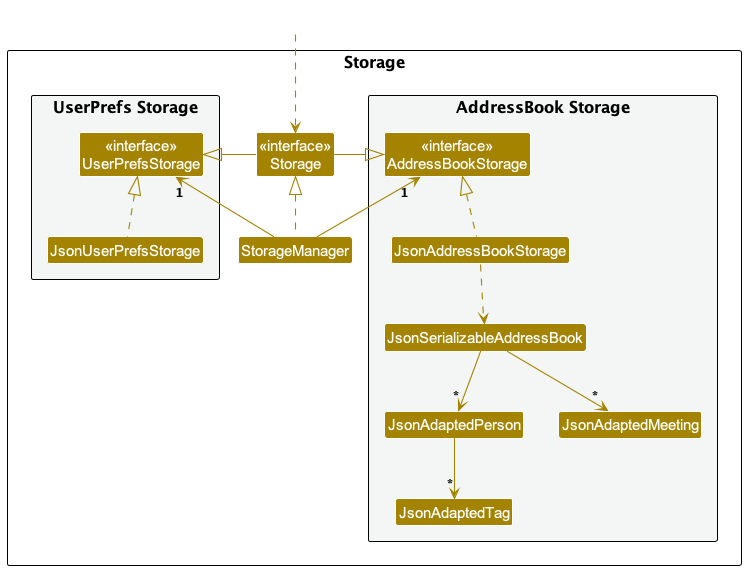 Storage
UserPrefs Storage
AddressBook Storage
«interface»
UserPrefsStorage
«interface»
Storage
«interface»
AddressBookStorage
1
1
JsonUserPrefsStorage
StorageManager
JsonAddressBookStorage
JsonSerializableAddressBook
*
*
JsonAdaptedPerson
JsonAdaptedMeeting
*
JsonAdaptedTag